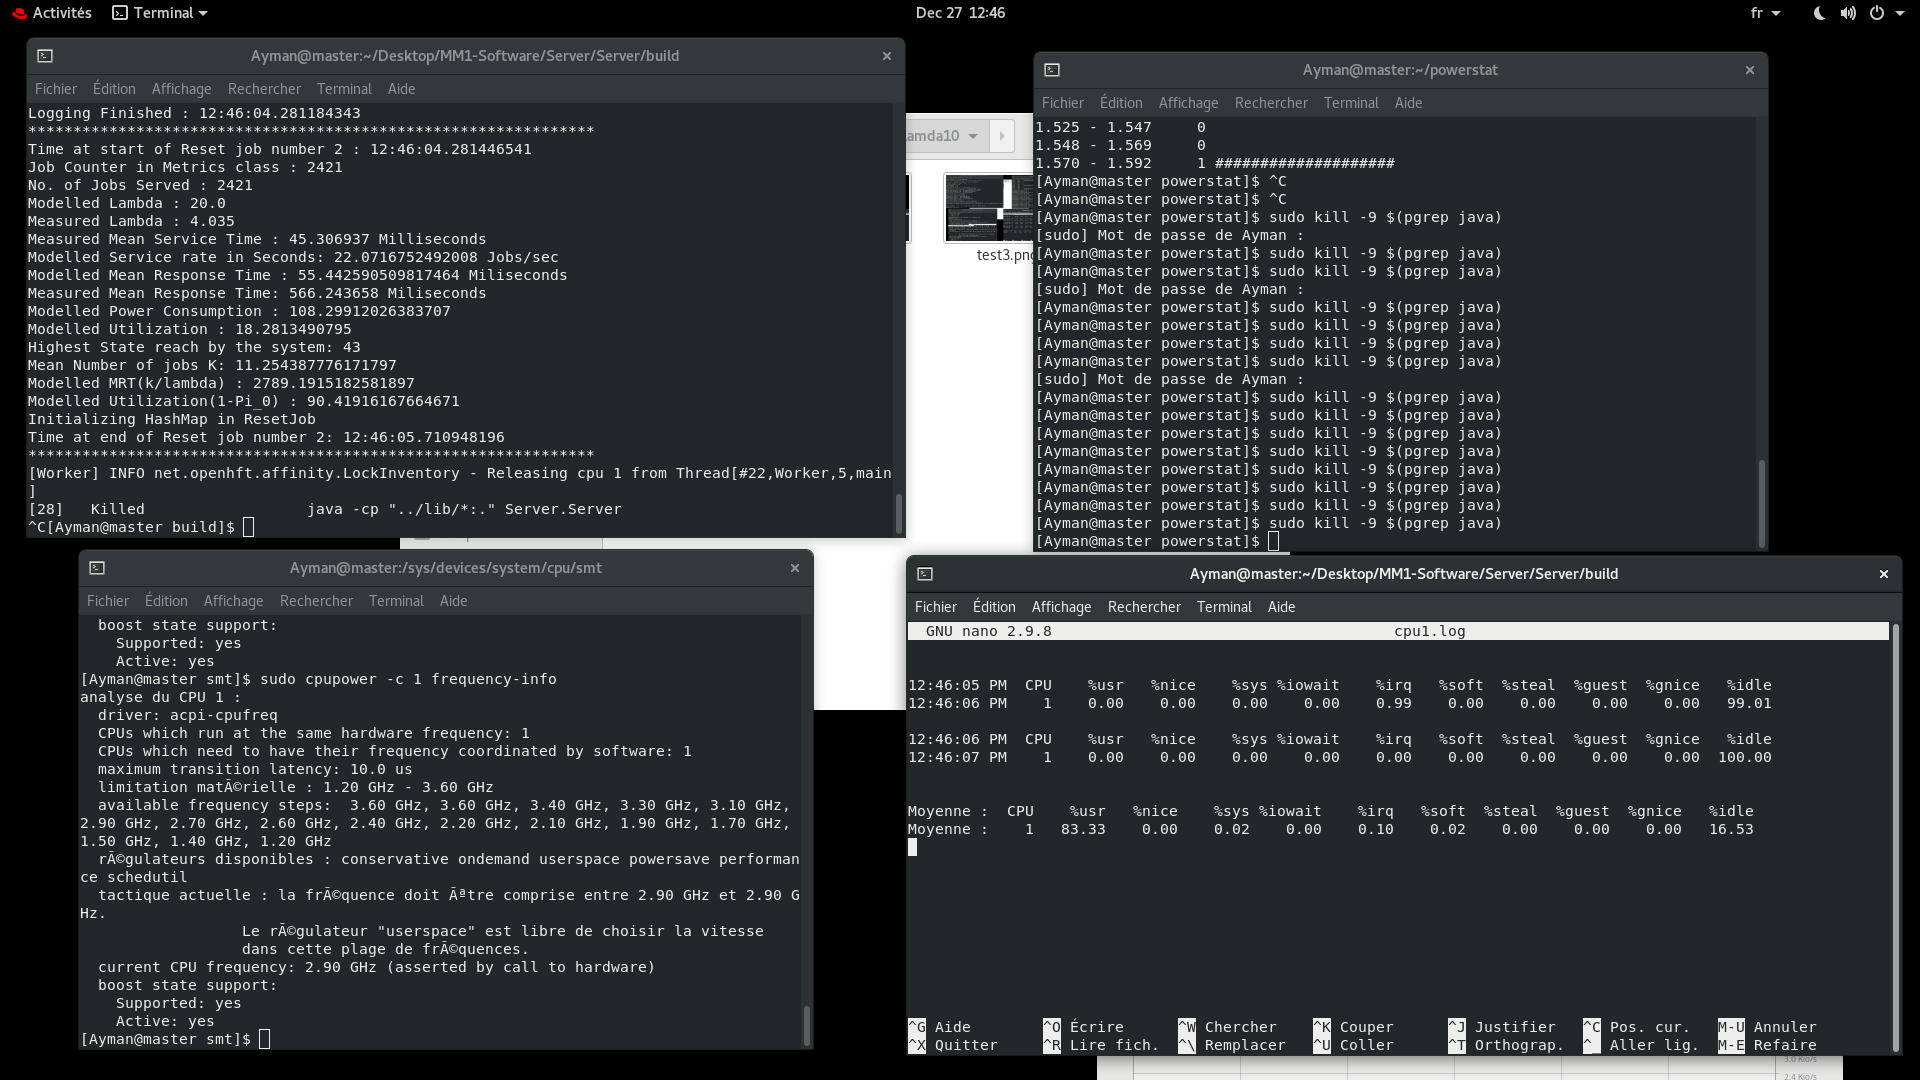 Activités Terminal Dec 27 12:46 fr
Ayman@master:~/Desktop/MM1-Software/Server/Server/build
Fichier Édition Affichage Rechercher Terminal Aide
Logging Finished : 12:46:04.281184343
***************************************************************
Time at start of Reset job number 2 : 12:46:04.281446541
Job Counter in Metrics class : 2421
No. of Jobs Served : 2421
Modelled Lambda : 20.0
Measured Lambda : 4.035
Measured Mean Service Time : 45.306937 Milliseconds
Modelled Service rate in Seconds: 22.0716752492008 Jobs/sec
Modelled Mean Response Time : 55.442590509817464 Miliseconds
Measured Mean Response Time: 566.243658 Miliseconds
Modelled Power Consumption : 108.29912026383707
Modelled Utilization : 18.2813490795
Highest State reach by the system: 43
Mean Number of jobs K: 11.254387776171797
Modelled MRT(k/lambda) : 2789.1915182581897
Modelled Utilization(1-Pi_0) : 90.41916167664671
Initializing HashMap in ResetJob
Time at end of Reset job number 2: 12:46:05.710948196
***************************************************************
[Worker] INFO net.openhft.affinity.LockInventory - Releasing cpu 1 from Thread[#22,Worker,5,main
]
[28]   Killed                  java -cp "../lib/*:." Server.Server
^C[Ayman@master build]$
amda10
test3.png
Ayman@master:~/powerstat
Fichier Édition Affichage Rechercher Terminal Aide
1.525 - 1.547     0
1.548 - 1.569     0
1.570 - 1.592     1 ####################
[Ayman@master powerstat]$ ^C
[Ayman@master powerstat]$ ^C
[Ayman@master powerstat]$ sudo kill -9 $(pgrep java)
[sudo] Mot de passe de Ayman :
[Ayman@master powerstat]$ sudo kill -9 $(pgrep java)
[Ayman@master powerstat]$ sudo kill -9 $(pgrep java)
[sudo] Mot de passe de Ayman :
[Ayman@master powerstat]$ sudo kill -9 $(pgrep java)
[Ayman@master powerstat]$ sudo kill -9 $(pgrep java)
[Ayman@master powerstat]$ sudo kill -9 $(pgrep java)
[Ayman@master powerstat]$ sudo kill -9 $(pgrep java)
[sudo] Mot de passe de Ayman :
[Ayman@master powerstat]$ sudo kill -9 $(pgrep java)
[Ayman@master powerstat]$ sudo kill -9 $(pgrep java)
[Ayman@master powerstat]$ sudo kill -9 $(pgrep java)
[Ayman@master powerstat]$ sudo kill -9 $(pgrep java)
[Ayman@master powerstat]$ sudo kill -9 $(pgrep java)
[Ayman@master powerstat]$ sudo kill -9 $(pgrep java)
[Ayman@master powerstat]$ sudo kill -9 $(pgrep java)
[Ayman@master powerstat]$ sudo kill -9 $(pgrep java)
[Ayman@master powerstat]$
Ayman@master:/sys/devices/system/cpu/smt
Fichier Édition Affichage Rechercher Terminal Aide
boost state support:
Supported: yes
Active: yes
[Ayman@master smt]$ sudo cpupower -c 1 frequency-info
analyse du CPU 1 :
driver: acpi-cpufreq
CPUs which run at the same hardware frequency: 1
CPUs which need to have their frequency coordinated by software: 1
maximum transition latency: 10.0 us
limitation matÃ©rielle : 1.20 GHz - 3.60 GHz
available frequency steps:  3.60 GHz, 3.60 GHz, 3.40 GHz, 3.30 GHz, 3.10 GHz,
2.90 GHz, 2.70 GHz, 2.60 GHz, 2.40 GHz, 2.20 GHz, 2.10 GHz, 1.90 GHz, 1.70 GHz,
1.50 GHz, 1.40 GHz, 1.20 GHz
rÃ©gulateurs disponibles : conservative ondemand userspace powersave performan
ce schedutil
tactique actuelle : la frÃ©quence doit Ãªtre comprise entre 2.90 GHz et 2.90 G
Hz.
Le rÃ©gulateur "userspace" est libre de choisir la vitesse
dans cette plage de frÃ©quences.
current CPU frequency: 2.90 GHz (asserted by call to hardware)
boost state support:
Supported: yes
Active: yes
[Ayman@master smt]$
Ayman@master:~/Desktop/MM1-Software/Server/Server/build
Fichier Édition Affichage Rechercher Terminal Aide
GNU nano 2.9.8 cpu1.log
12:46:05 PM  CPU    %usr   %nice    %sys %iowait    %irq   %soft  %steal  %guest  %gnice   %idle
12:46:06 PM    1    0.00    0.00    0.00    0.00    0.99    0.00    0.00    0.00    0.00   99.01
12:46:06 PM  CPU    %usr   %nice    %sys %iowait    %irq   %soft  %steal  %guest  %gnice   %idle
12:46:07 PM    1    0.00    0.00    0.00    0.00    0.00    0.00    0.00    0.00    0.00  100.00
Moyenne :  CPU    %usr   %nice    %sys %iowait    %irq   %soft  %steal  %guest  %gnice   %idle
Moyenne :    1   83.33    0.00    0.02    0.00    0.10    0.02    0.00    0.00    0.00   16.53
^G Aide ^O Écrire ^W Chercher ^K Couper ^J Justifier ^C Pos. cur. M-U Annuler
^X Quitter ^R Lire fich. ^\ Remplacer ^U Coller ^T Orthograp. ^_ Aller lig. M-E Refaire
3.0 Kio/s
2.4 Kio/s